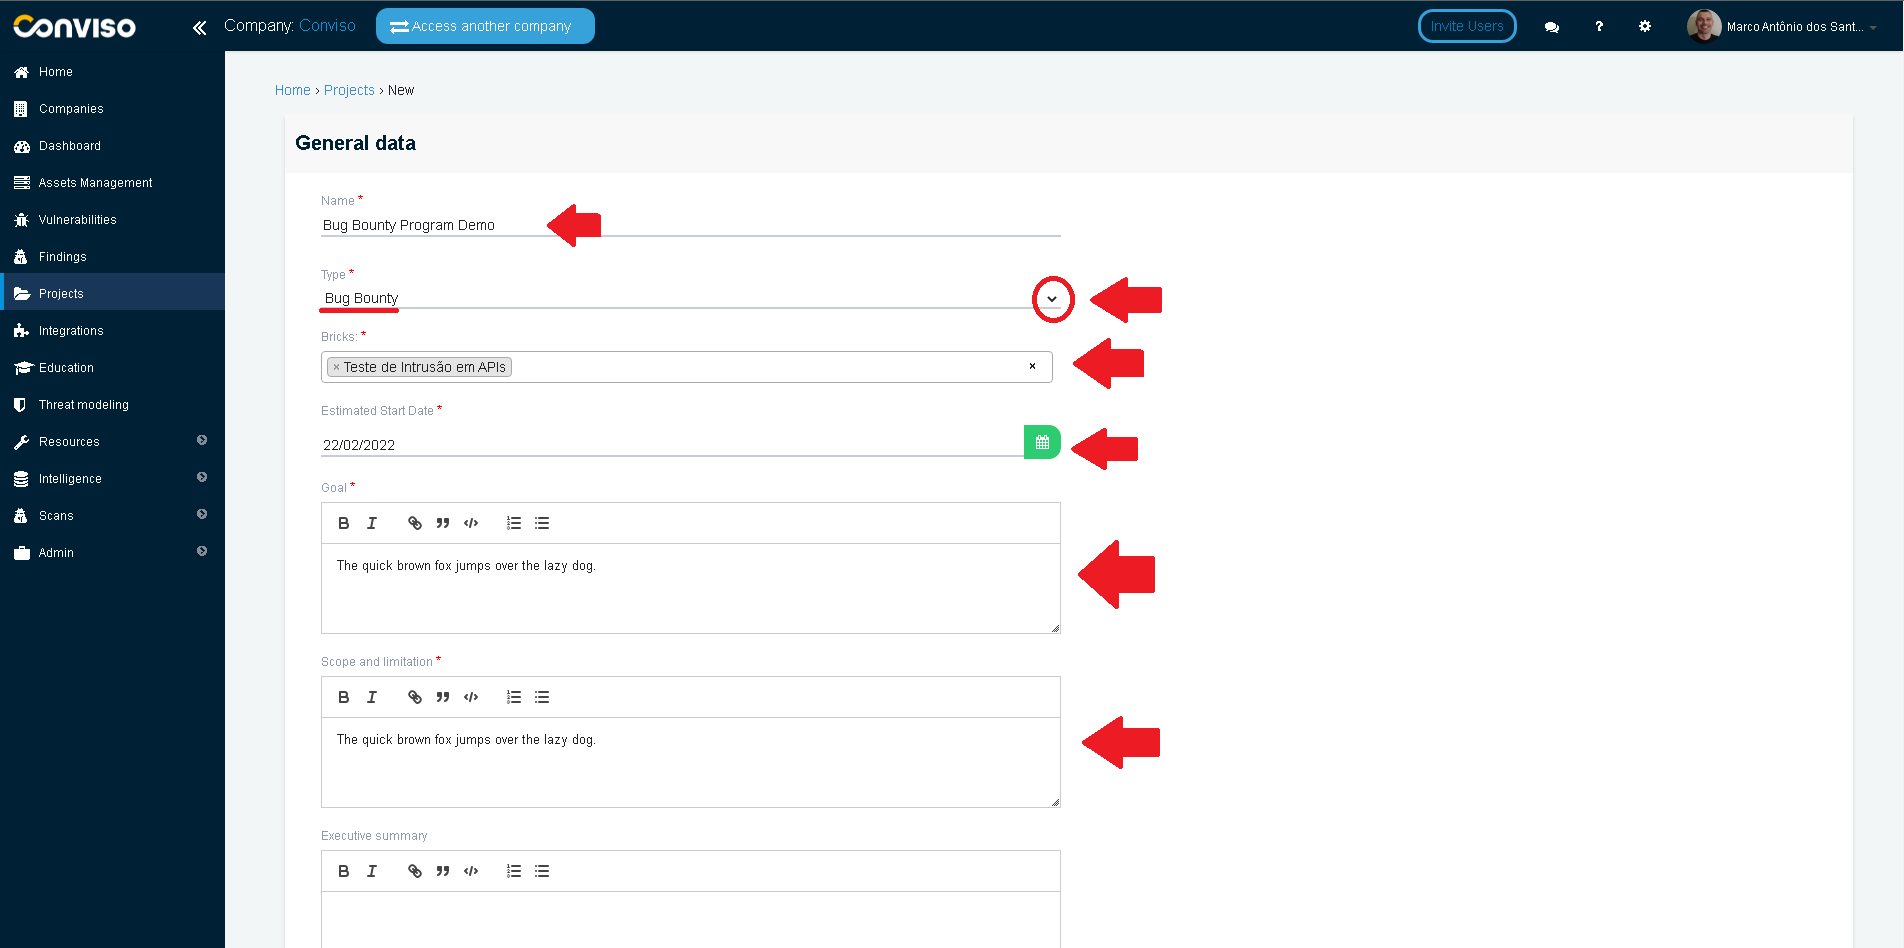 Conviso
Company: Conviso
Access another company
Invite Users
?
Marco Antônio dos Sant...
Home
Companies
Dashboard
Assets Management
Vulnerabilities
Findings
Projects
Integrations
Education
Threat modeling
Resources
Intelligence
Scans
Admin
Home › Projects › New
General data
Name *
Bug Bounty Program Demo
Type *
Bug Bounty
Bricks: *
× Teste de Intrusão em APIs ×
Estimated Start Date *
22/02/2022
Goal *
The quick brown fox jumps over the lazy dog.
Scope and limitation *
The quick brown fox jumps over the lazy dog.
Executive summary